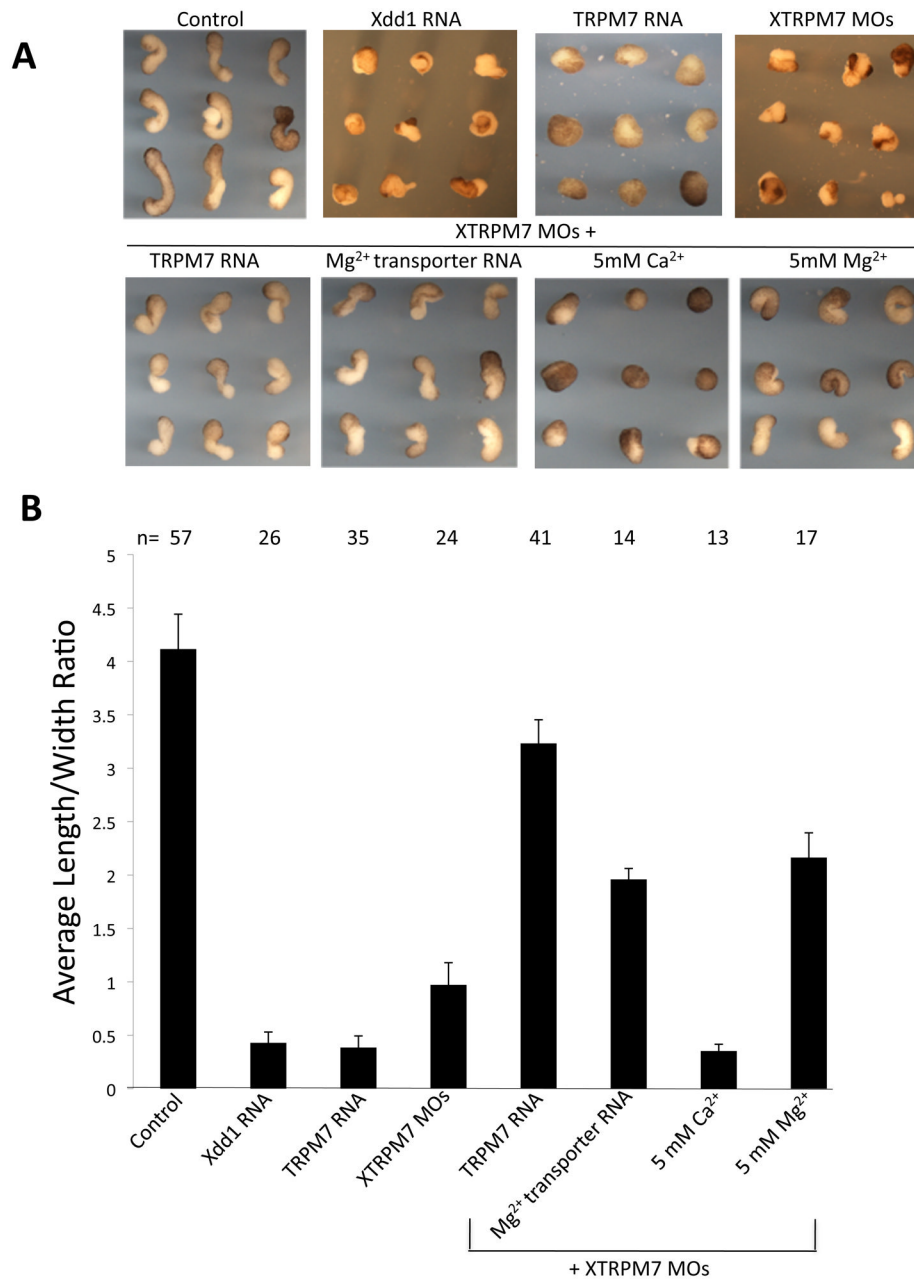 A
Control Xdd1 RNA TRPM7 RNA XTRPM7 MOs
XTRPM7 MOs +
TRPM7 RNA Mg²⁺ transporter RNA 5mM Ca²⁺ 5mM Mg²⁺
B
n= 57 26 35 24 41 14 13 17
Average Length/Width Ratio
5
4.5
4
3.5
3
2.5
2
1.5
1
0.5
0
Control
Xdd1 RNA
TRPM7 RNA
XTRPM7 MOs
TRPM7 RNA
Mg²⁺ transporter RNA
5 mM Ca²⁺
5 mM Mg²⁺
+ XTRPM7 MOs